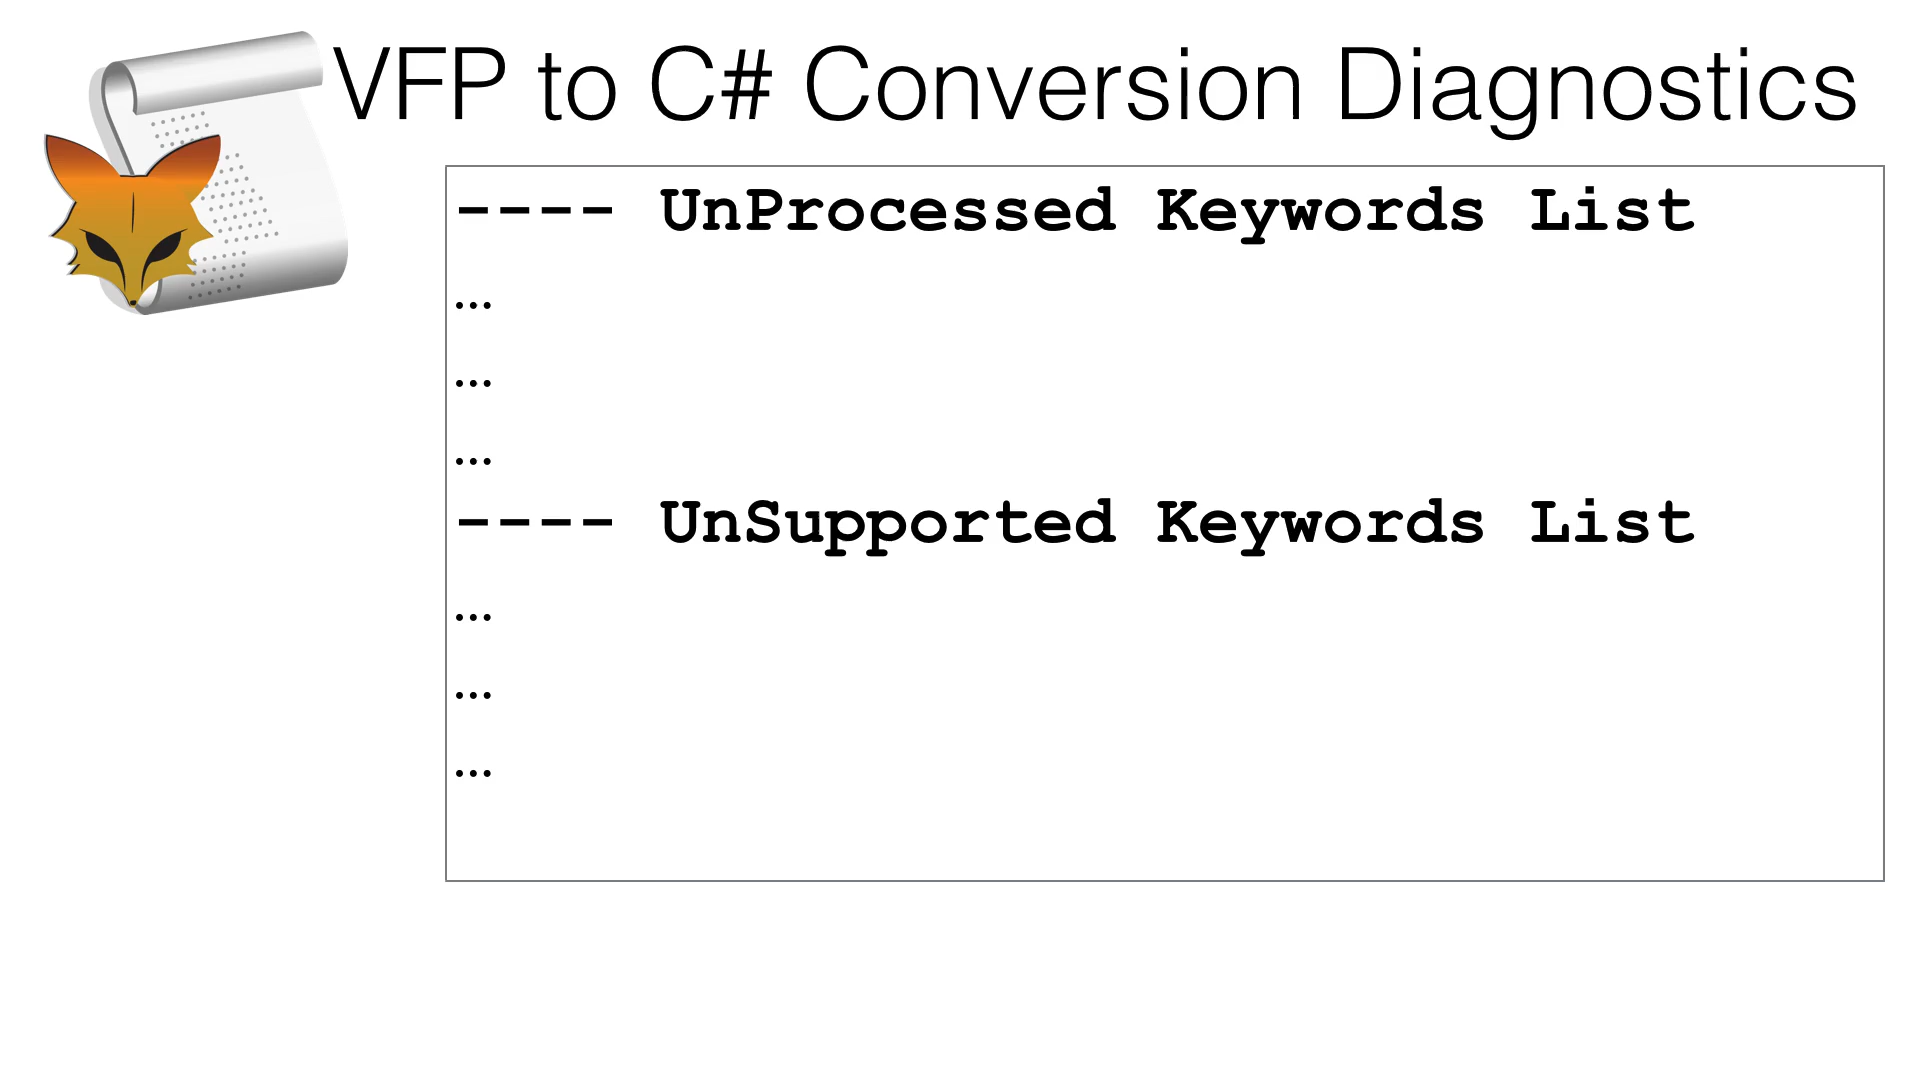 VFP to C# Conversion Diagnostics
---- UnProcessed Keywords List
…
…
…
---- UnSupported Keywords List
…
…
…